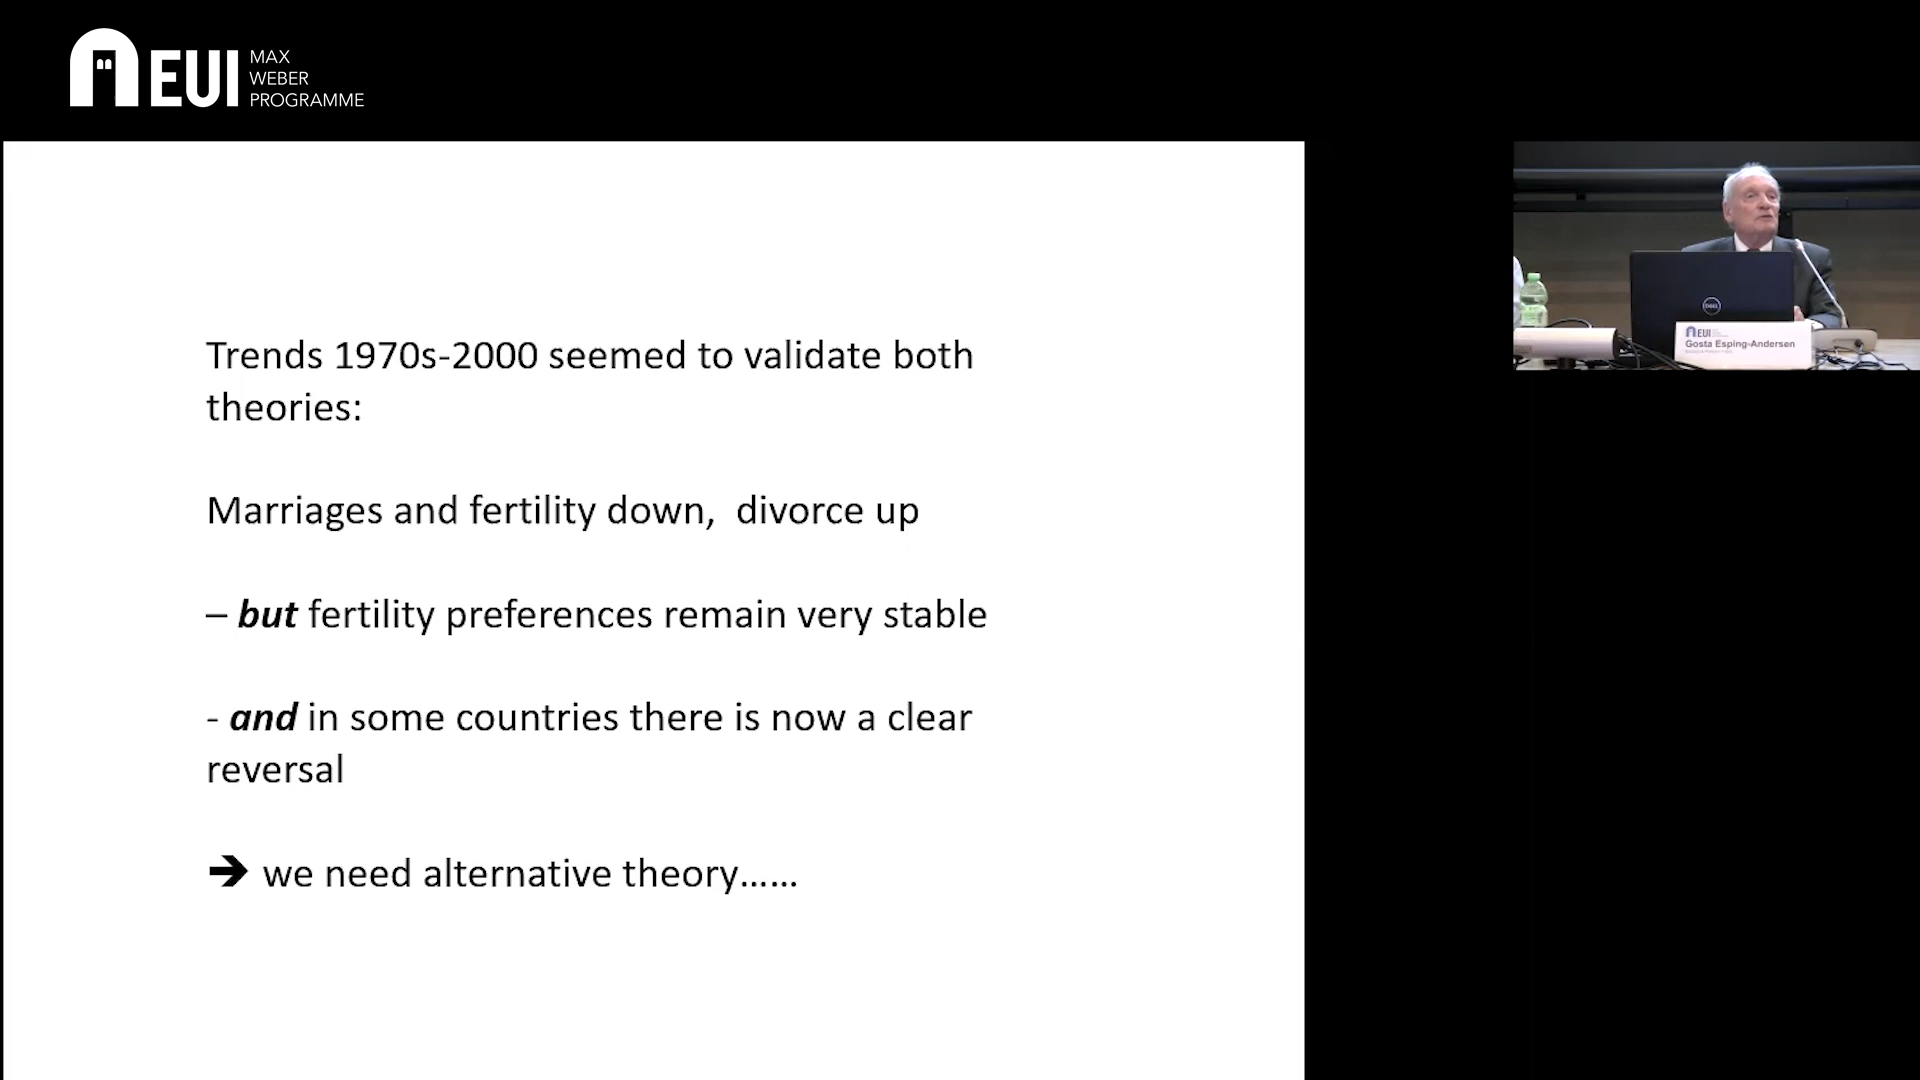 EUI
MAX
WEBER
PROGRAMME
Trends 1970s-2000 seemed to validate both
theories:
Marriages and fertility down,  divorce up
– but fertility preferences remain very stable
- and in some countries there is now a clear
reversal
➔ we need alternative theory......
DELL
EUI
Gosta Esping-Andersen